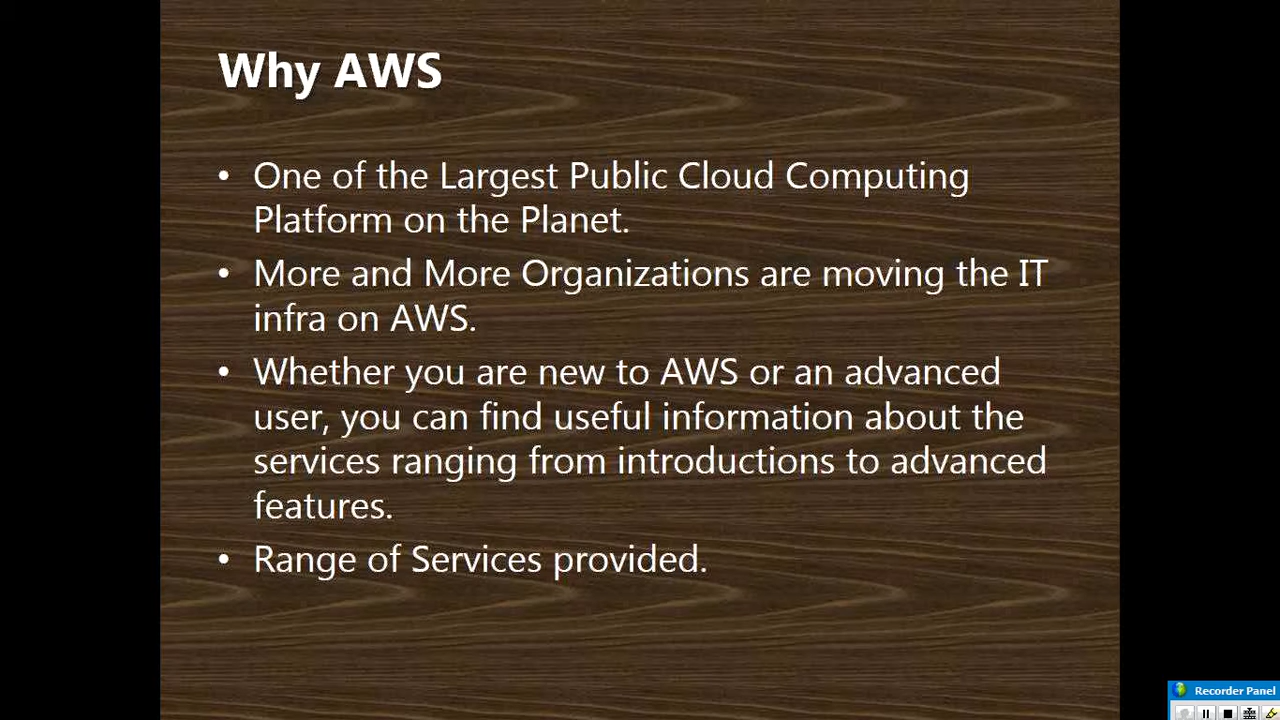 Why AWS
• One of the Largest Public Cloud Computing
Platform on the Planet.
• More and More Organizations are moving the IT
infra on AWS.
• Whether you are new to AWS or an advanced
user, you can find useful information about the
services ranging from introductions to advanced
features.
• Range of Services provided.
Recorder Panel